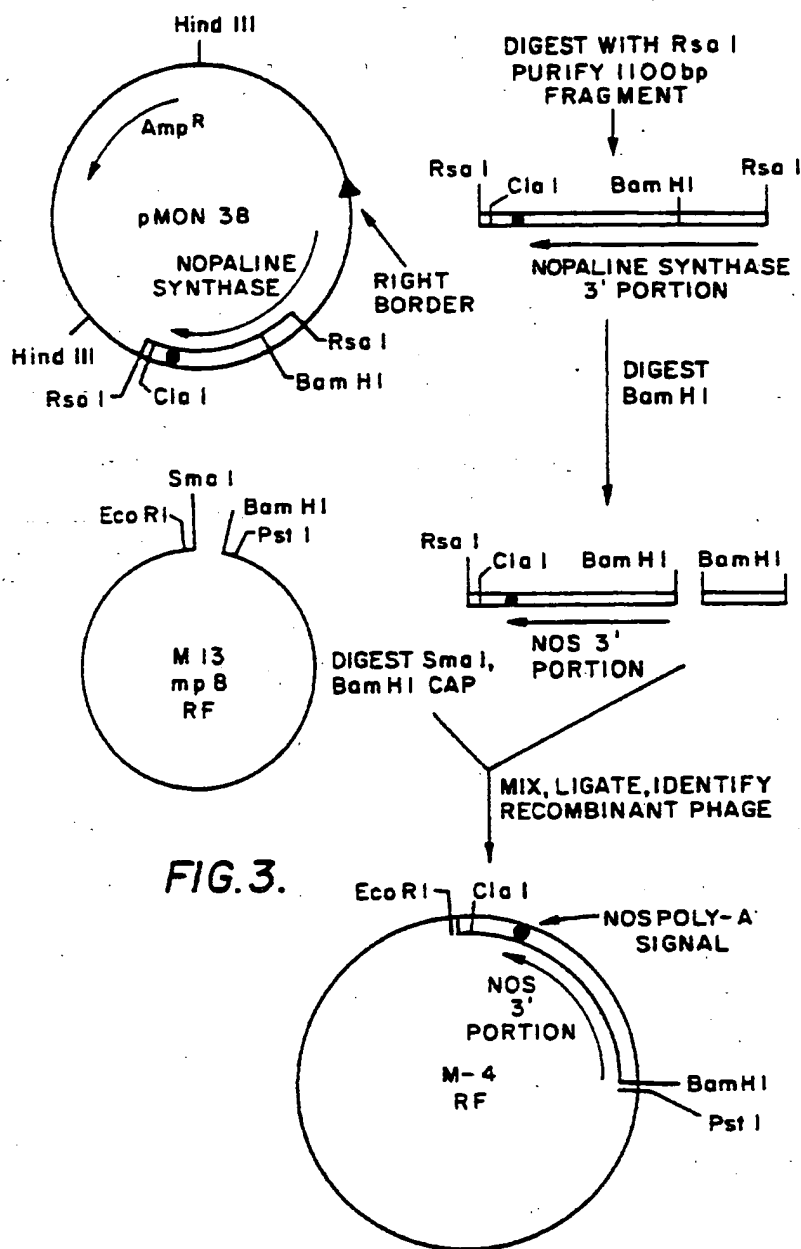 Hind III
Amp R
pMON 38
NOPALINE
SYNTHASE
RIGHT
BORDER
Hind III
Rsa I
Cla I
Bam HI
Rsa I
DIGEST WITH Rsa I
PURIFY 1100bp
FRAGMENT
Rsa I
Cla I
Bam HI
Rsa I
NOPALINE SYNTHASE
3' PORTION
DIGEST
Bam HI
Sma I
Eco RI
Bam HI
Pst I
M 13
mp 8
RF
Rsa I
Cla I
Bam HI
Bam HI
NOS 3'
PORTION
DIGEST Sma I,
Bam HI CAP
MIX, LIGATE, IDENTIFY
RECOMBINANT PHAGE
FIG. 3.
Eco RI
Cla I
NOS POLY-A
SIGNAL
NOS
3'
PORTION
M-4
RF
Bam HI
Pst I